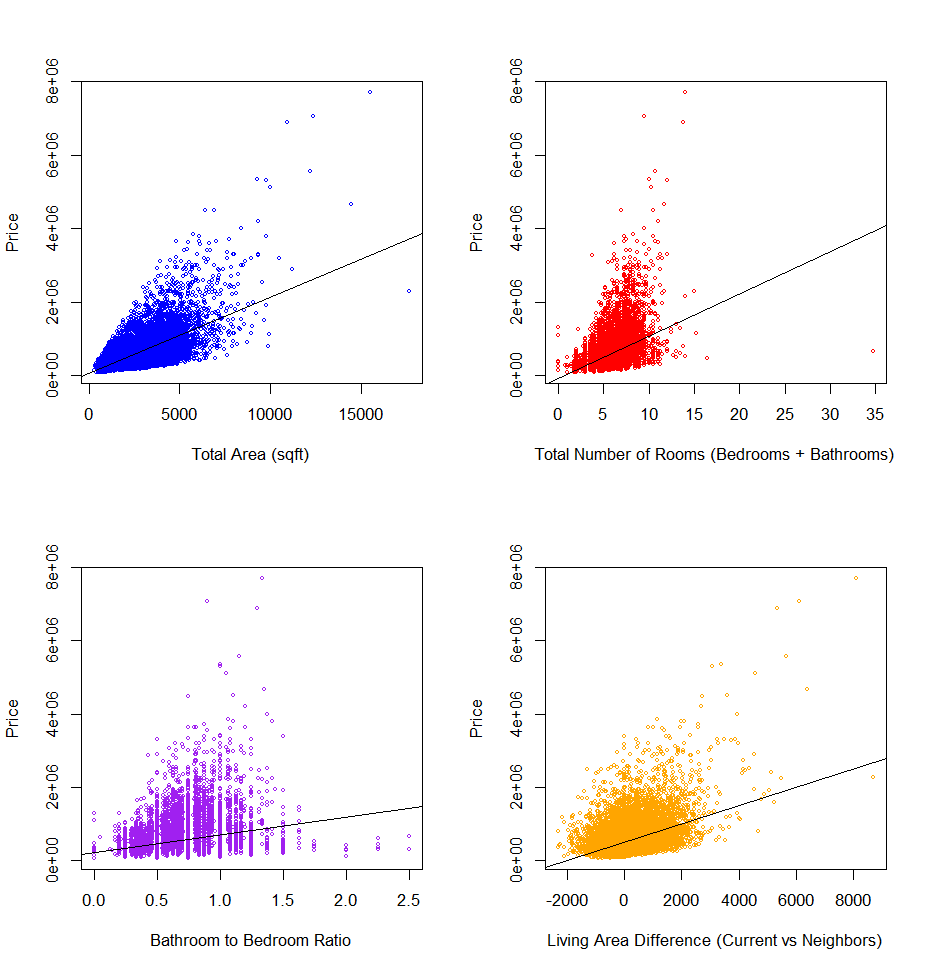 8e+06
6e+06
4e+06
2e+06
0e+00
Price
0 5000 10000 15000
Total Area (sqft)
8e+06
6e+06
4e+06
2e+06
0e+00
Price
0 5 10 15 20 25 30 35
Total Number of Rooms (Bedrooms + Bathrooms)
8e+06
6e+06
4e+06
2e+06
0e+00
Price
0.0 0.5 1.0 1.5 2.0 2.5
Bathroom to Bedroom Ratio
8e+06
6e+06
4e+06
2e+06
0e+00
Price
-2000 0 2000 4000 6000 8000
Living Area Difference (Current vs Neighbors)